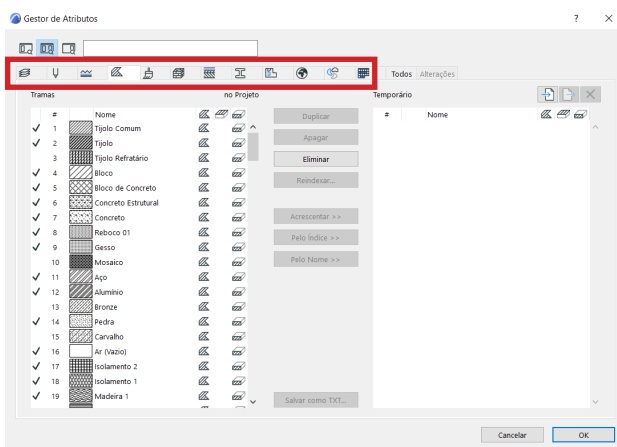 Gestor de Atributos ? ×
Todos Alterações
Tramas no Projeto Temporário
# Nome # Nome
1 Tijolo Comum
2 Tijolo
3 Tijolo Refratário
4 Bloco
5 Bloco de Concreto
6 Concreto Estrutural
7 Concreto
8 Reboco 01
9 Gesso
10 Mosaico
11 Aço
12 Alumínio
13 Bronze
14 Pedra
15 Carvalho
16 Ar (Vazio)
17 Isolamento 2
18 Isolamento 1
19 Madeira 1
Duplicar
Apagar
Eliminar
Reindexar...
Acrescentar >>
Pelo Índice >>
Pelo Nome >>
Salvar como TXT...
Cancelar OK